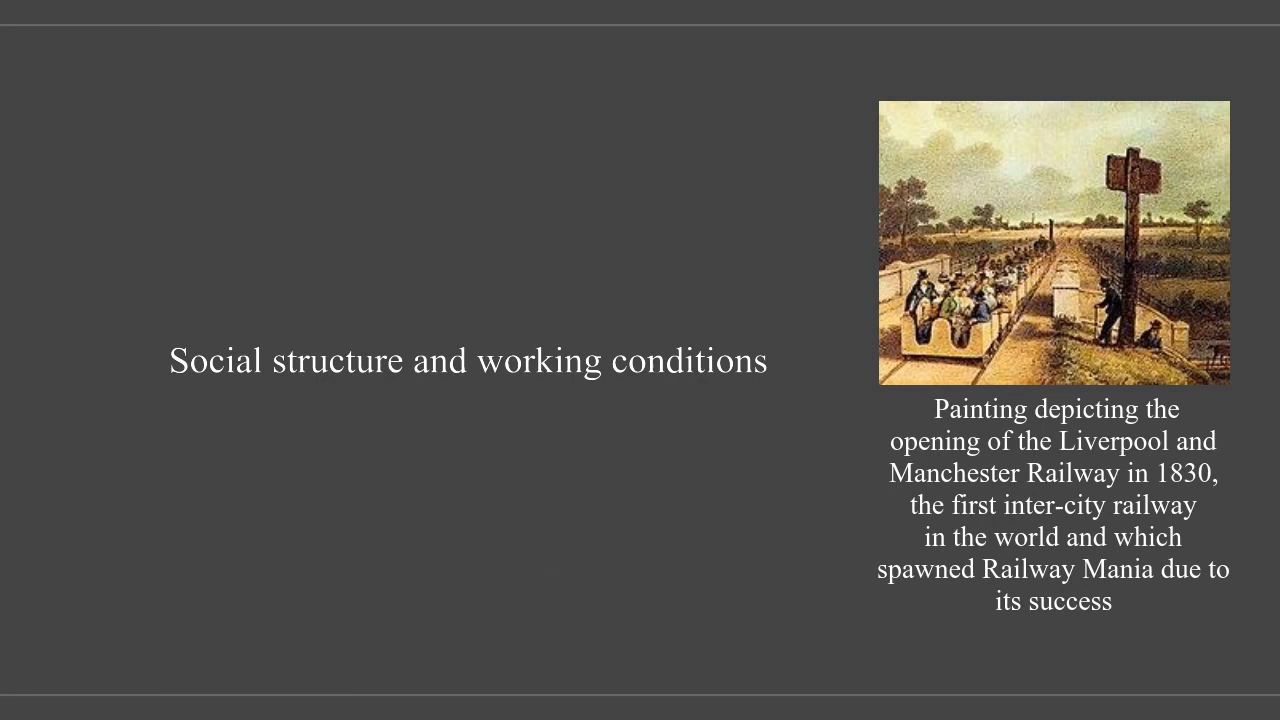 Social structure and working conditions
Painting depicting the
opening of the Liverpool and
Manchester Railway in 1830,
the first inter-city railway
in the world and which
spawned Railway Mania due to
its success